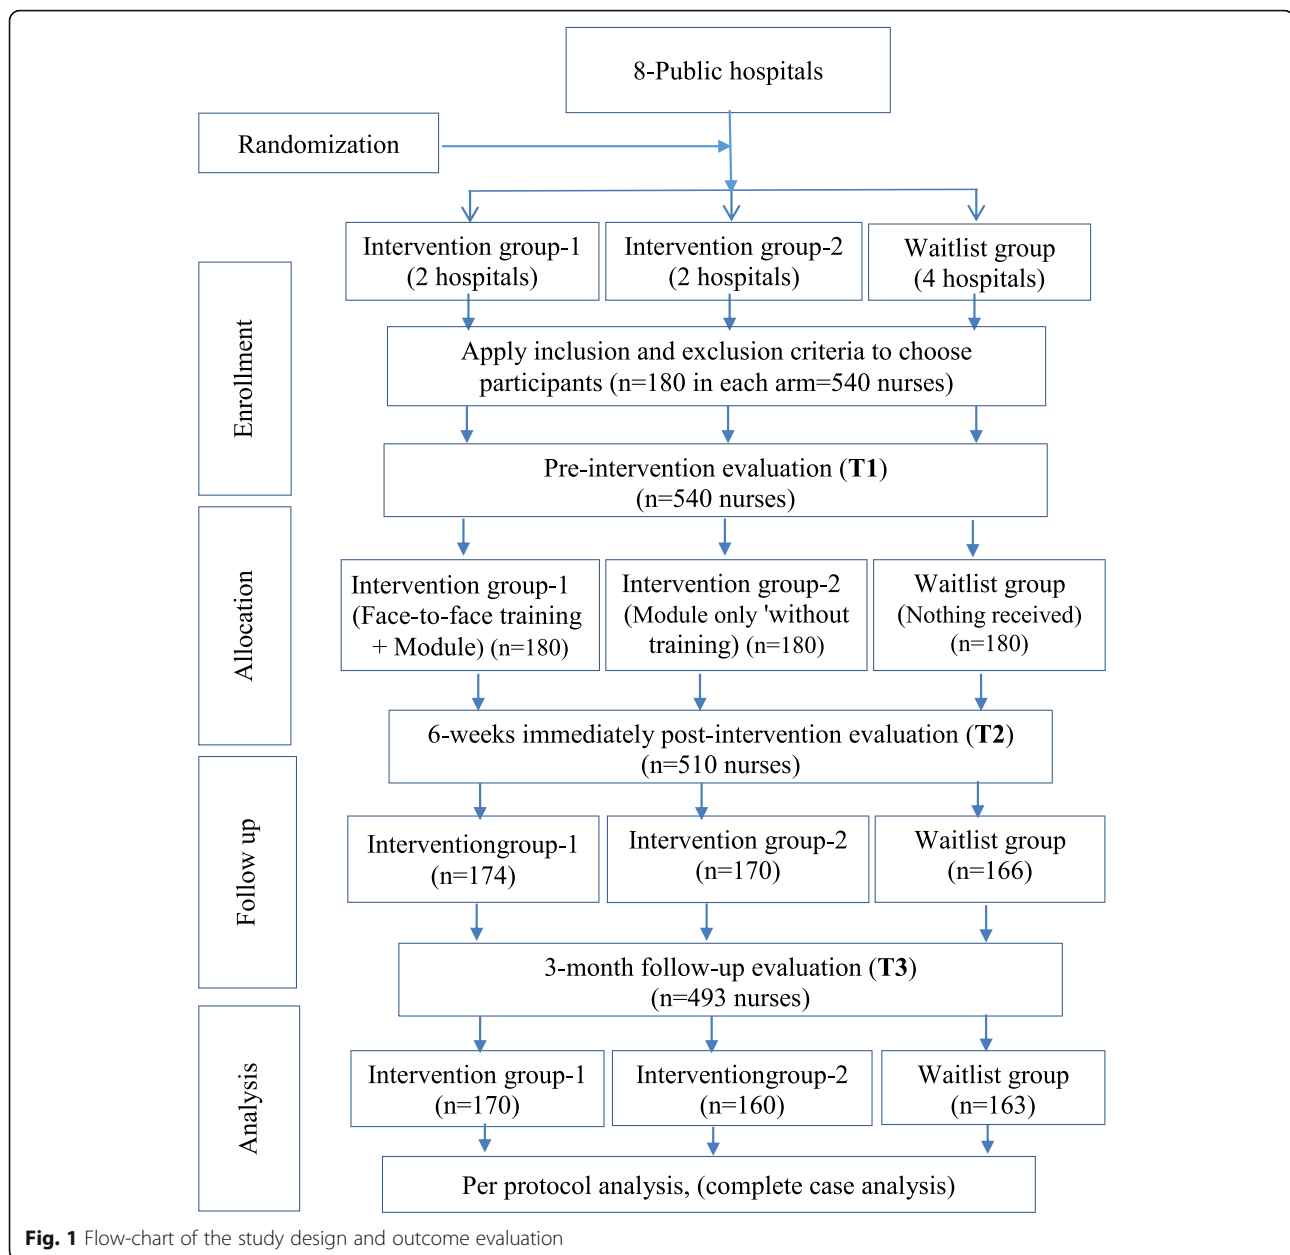 8-Public hospitals
Randomization
Intervention group-1
(2 hospitals)
Intervention group-2
(2 hospitals)
Waitlist group
(4 hospitals)
Enrollment
Apply inclusion and exclusion criteria to choose
participants (n=180 in each arm=540 nurses)
Pre-intervention evaluation (T1)
(n=540 nurses)
Allocation
Intervention group-1
(Face-to-face training
+ Module) (n=180)
Intervention group-2
(Module only 'without
training) (n=180)
Waitlist group
(Nothing received)
(n=180)
6-weeks immediately post-intervention evaluation (T2)
(n=510 nurses)
Follow up
Interventiongroup-1
(n=174)
Intervention group-2
(n=170)
Waitlist group
(n=166)
3-month follow-up evaluation (T3)
(n=493 nurses)
Analysis
Intervention group-1
(n=170)
Interventiongroup-2
(n=160)
Waitlist group
(n=163)
Per protocol analysis, (complete case analysis)
Fig. 1 Flow-chart of the study design and outcome evaluation